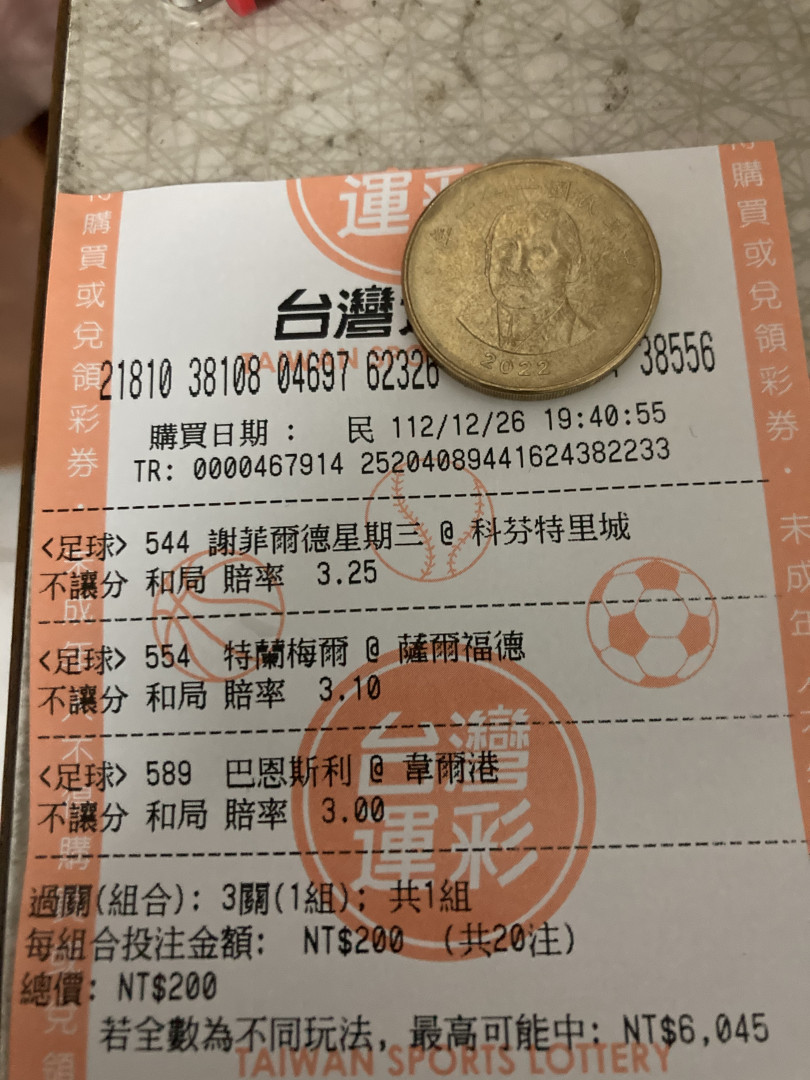 運彩
台灣
21810 38108 04697 62326 38556
2022
購買日期： 民 112/12/26 19:40:55
TR: 0000467914 252040894416243822​33
<足球> 544 謝菲爾德星期三 @ 科芬特里城
不讓分 和局 賠率 3.25
<足球> 554 特蘭梅爾 @ 薩爾福德
不讓分 和局 賠率 3.10
<足球> 589 巴恩斯利 @ 韋爾港
不讓分 和局 賠率 3.00
台灣
運彩
過關(組合): 3關(1組); 共1組
每組合投注金額: NT$200 (共20注)
總價: NT$200
若全數為不同玩法, 最高可能中: NT$6,045
TAIWAN SPORTS LOTTERY
購買或兌領彩券．
購買或兌領彩券．未成年